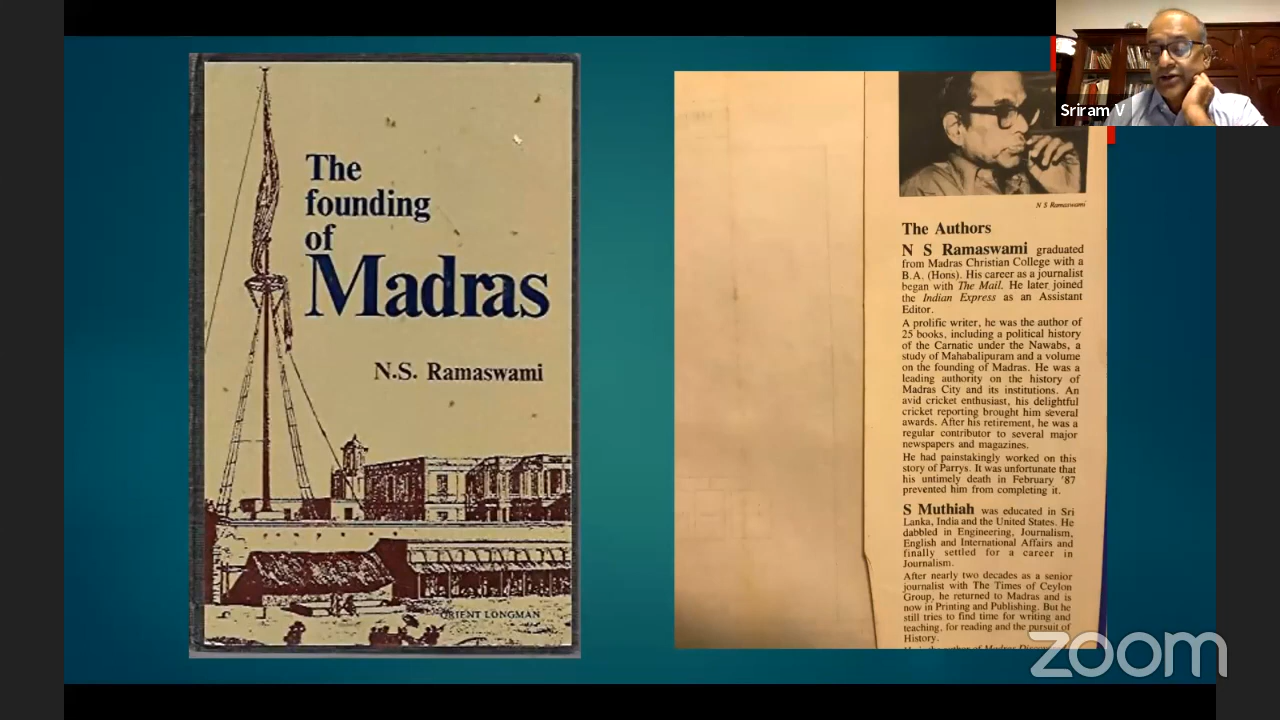 The
founding
of
Madras
N.S. Ramaswami
ORIENT LONGMAN
Sriram V
N S Ramaswami
The Authors
N S Ramaswami graduated
from Madras Christian College with a
B.A. (Hons). His career as a journalist
began with The Mail. He later joined
the Indian Express as an Assistant
Editor.
A prolific writer, he was the author of
25 books, including a political history
of the Carnatic under the Nawabs, a
study of Mahabalipuram and a volume
on the founding of Madras. He was a
leading authority on the history of
Madras City and its institutions. An
avid cricket enthusiast, his delightful
cricket reporting brought him several
awards. After his retirement, he was a
regular contributor to several major
newspapers and magazines.
He had painstakingly worked on this
story of Parrys. It was unfortunate that
his untimely death in February '87
prevented him from completing it.
S Muthiah was educated in Sri
Lanka, India and the United States. He
dabbled in Engineering, Journalism,
English and International Affairs and
finally settled for a career in
Journalism.
After nearly two decades as a senior
journalist with The Times of Ceylon
Group, he returned to Madras and is
now in Printing and Publishing. But he
still tries to find time for writing and
teaching, for reading and the pursuit of
History.
author of Madras
zoom